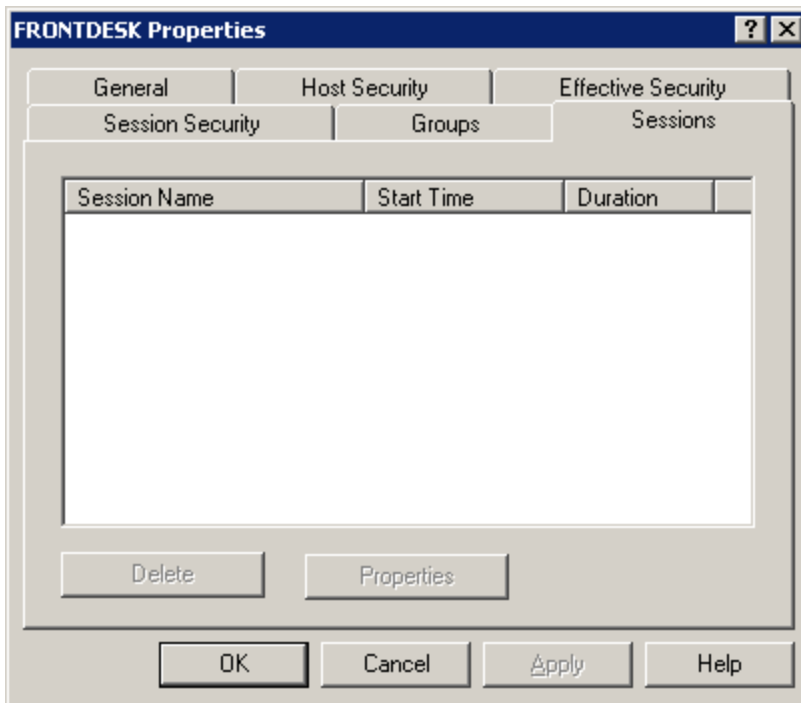 FRONTDESK Properties
General Host Security Effective Security
Session Security Groups Sessions
Session Name Start Time Duration
Delete Properties
OK Cancel Apply Help